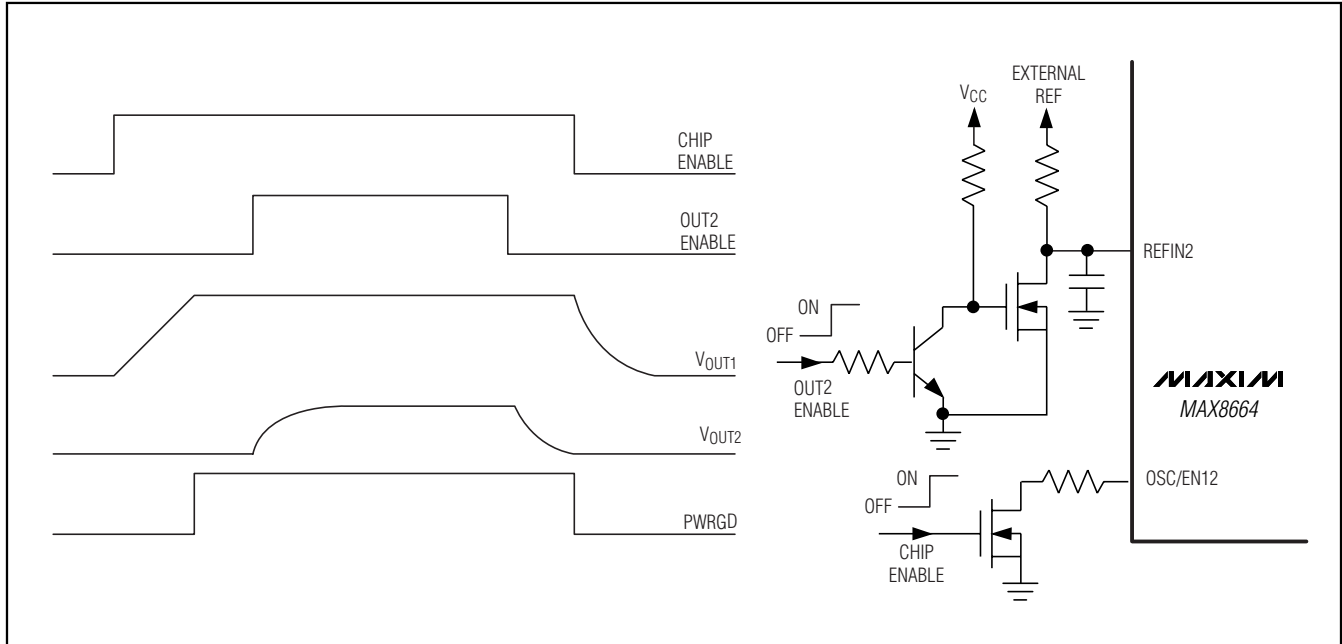 CHIP
ENABLE
OUT2
ENABLE
VOUT1
VOUT2
PWRGD
VCC
EXTERNAL
REF
REFIN2
ON
OFF
OUT2
ENABLE
MAXIM
MAX8664
ON
OFF
OSC/EN12
CHIP
ENABLE